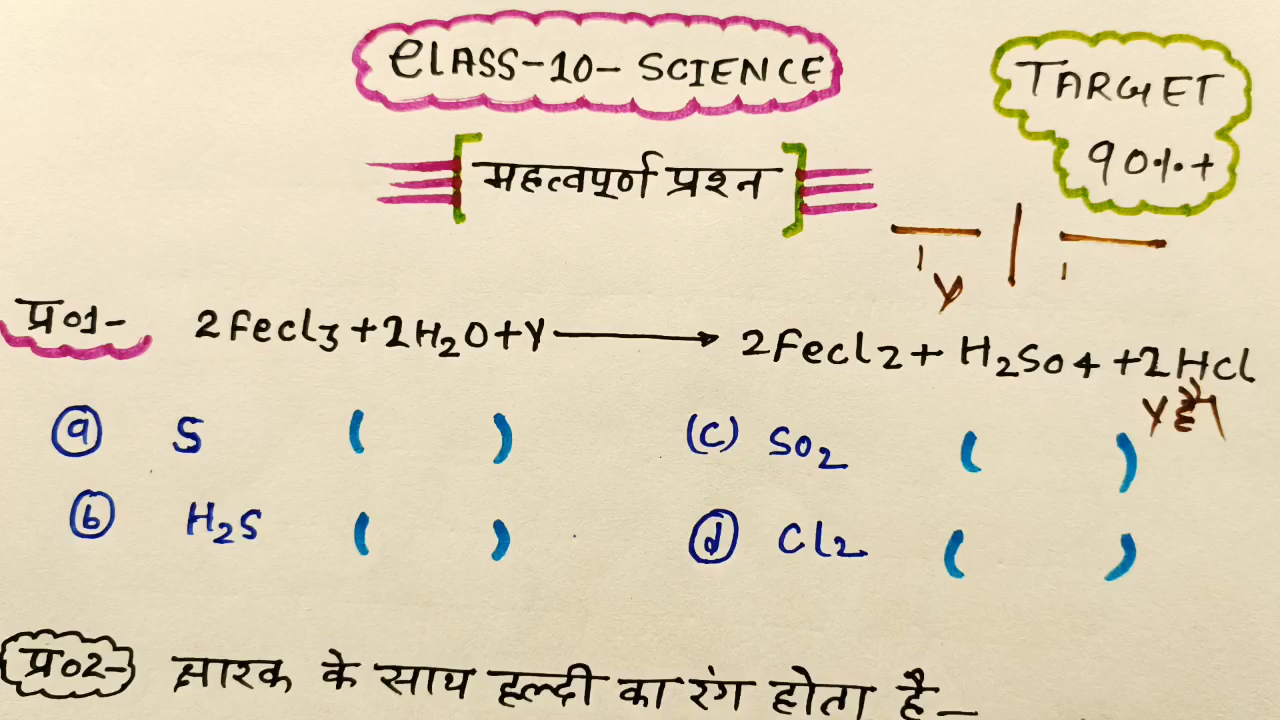 CLASS-10-SCIENCE
TARGET
90%+
[महत्वपूर्ण प्रश्न]
Y
प्र01- 2FeCl3+2H2O+Y → 2FeCl2+ H2SO4 +2HCl
Y है।
(a) S ( ) (c) SO2 ( )
(b) H2S ( ) (d) Cl2 ( )
प्र02- क्षारक के साथ हल्दी का रंग होता है-